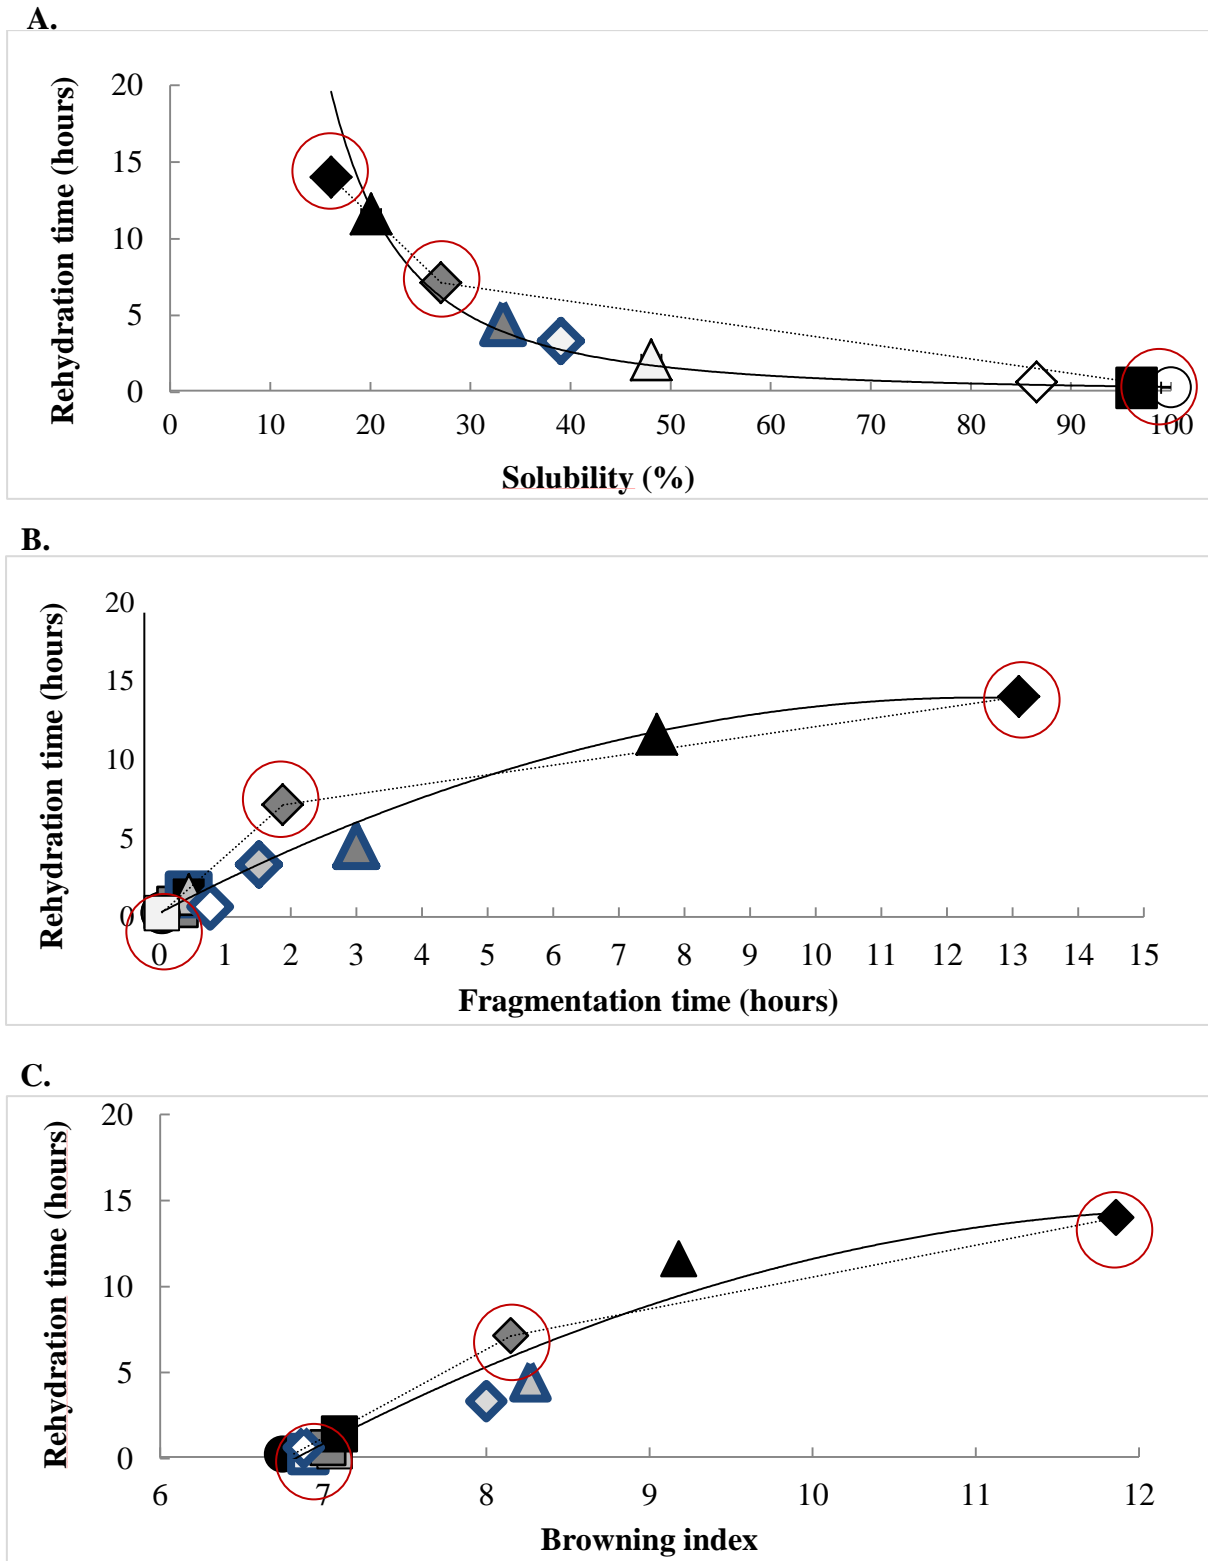 A.
Rehydration time (hours)
20
15
10
5
0
0 10 20 30 40 50 60 70 80 90 100
Solubility (%)
B.
Rehydration time (hours)
20
15
10
5
0
0 1 2 3 4 5 6 7 8 9 10 11 12 13 14 15
Fragmentation time (hours)
C.
Rehydration time (hours)
20
15
10
5
0
6 7 8 9 10 11 12
Browning index